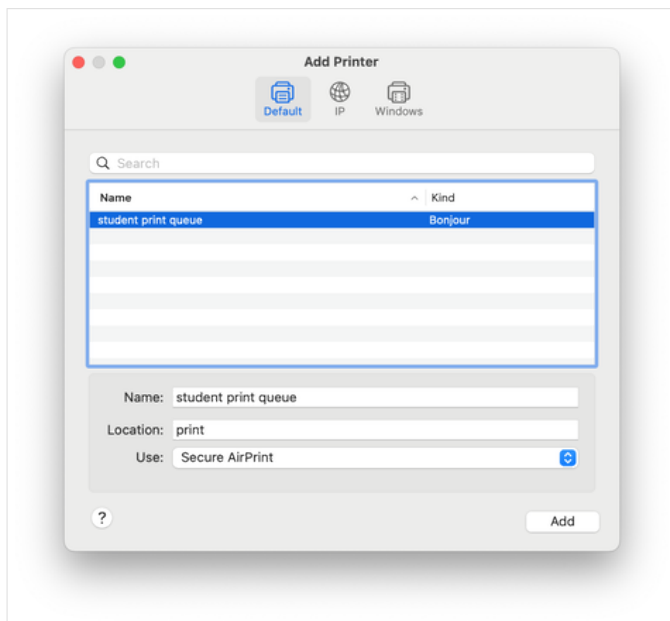 Add Printer
Default IP Windows
Search
Name Kind
student print queue Bonjour
Name: student print queue
Location: print
Use: Secure AirPrint
? Add